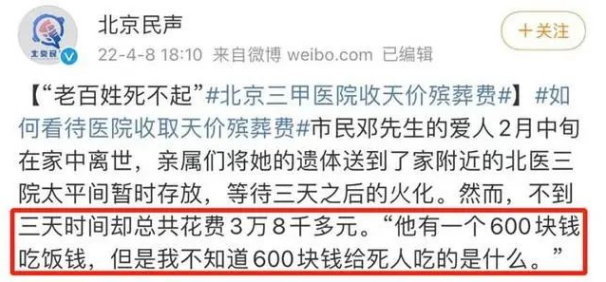 北京民声
22-4-8 18:10 来自微博 weibo.com 已编辑
+关注
【“老百姓死不起”#北京三甲医院收天价殡葬费#】#如
何看待医院收取天价殡葬费#市民邓先生的爱人2月中旬
在家中离世，亲属们将她的遗体送到了家附近的北医三
院太平间暂时存放，等待三天之后的火化。然而，不到
三天时间却总共花费3万8千多元。“他有一个600块钱
吃饭钱，但是我不知道600块钱给死人吃的是什么。”